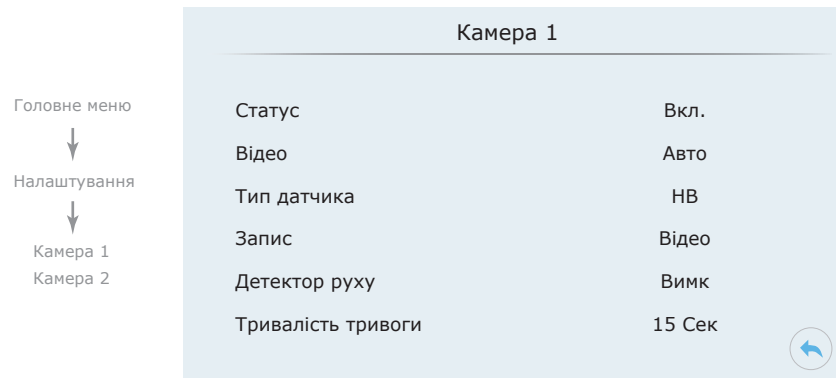 Камера 1
Головне меню
Налаштування
Камера 1
Камера 2
Статус Вкл.
Відео Авто
Тип датчика НВ
Запис Відео
Детектор руху Вимк
Тривалість тривоги 15 Сек